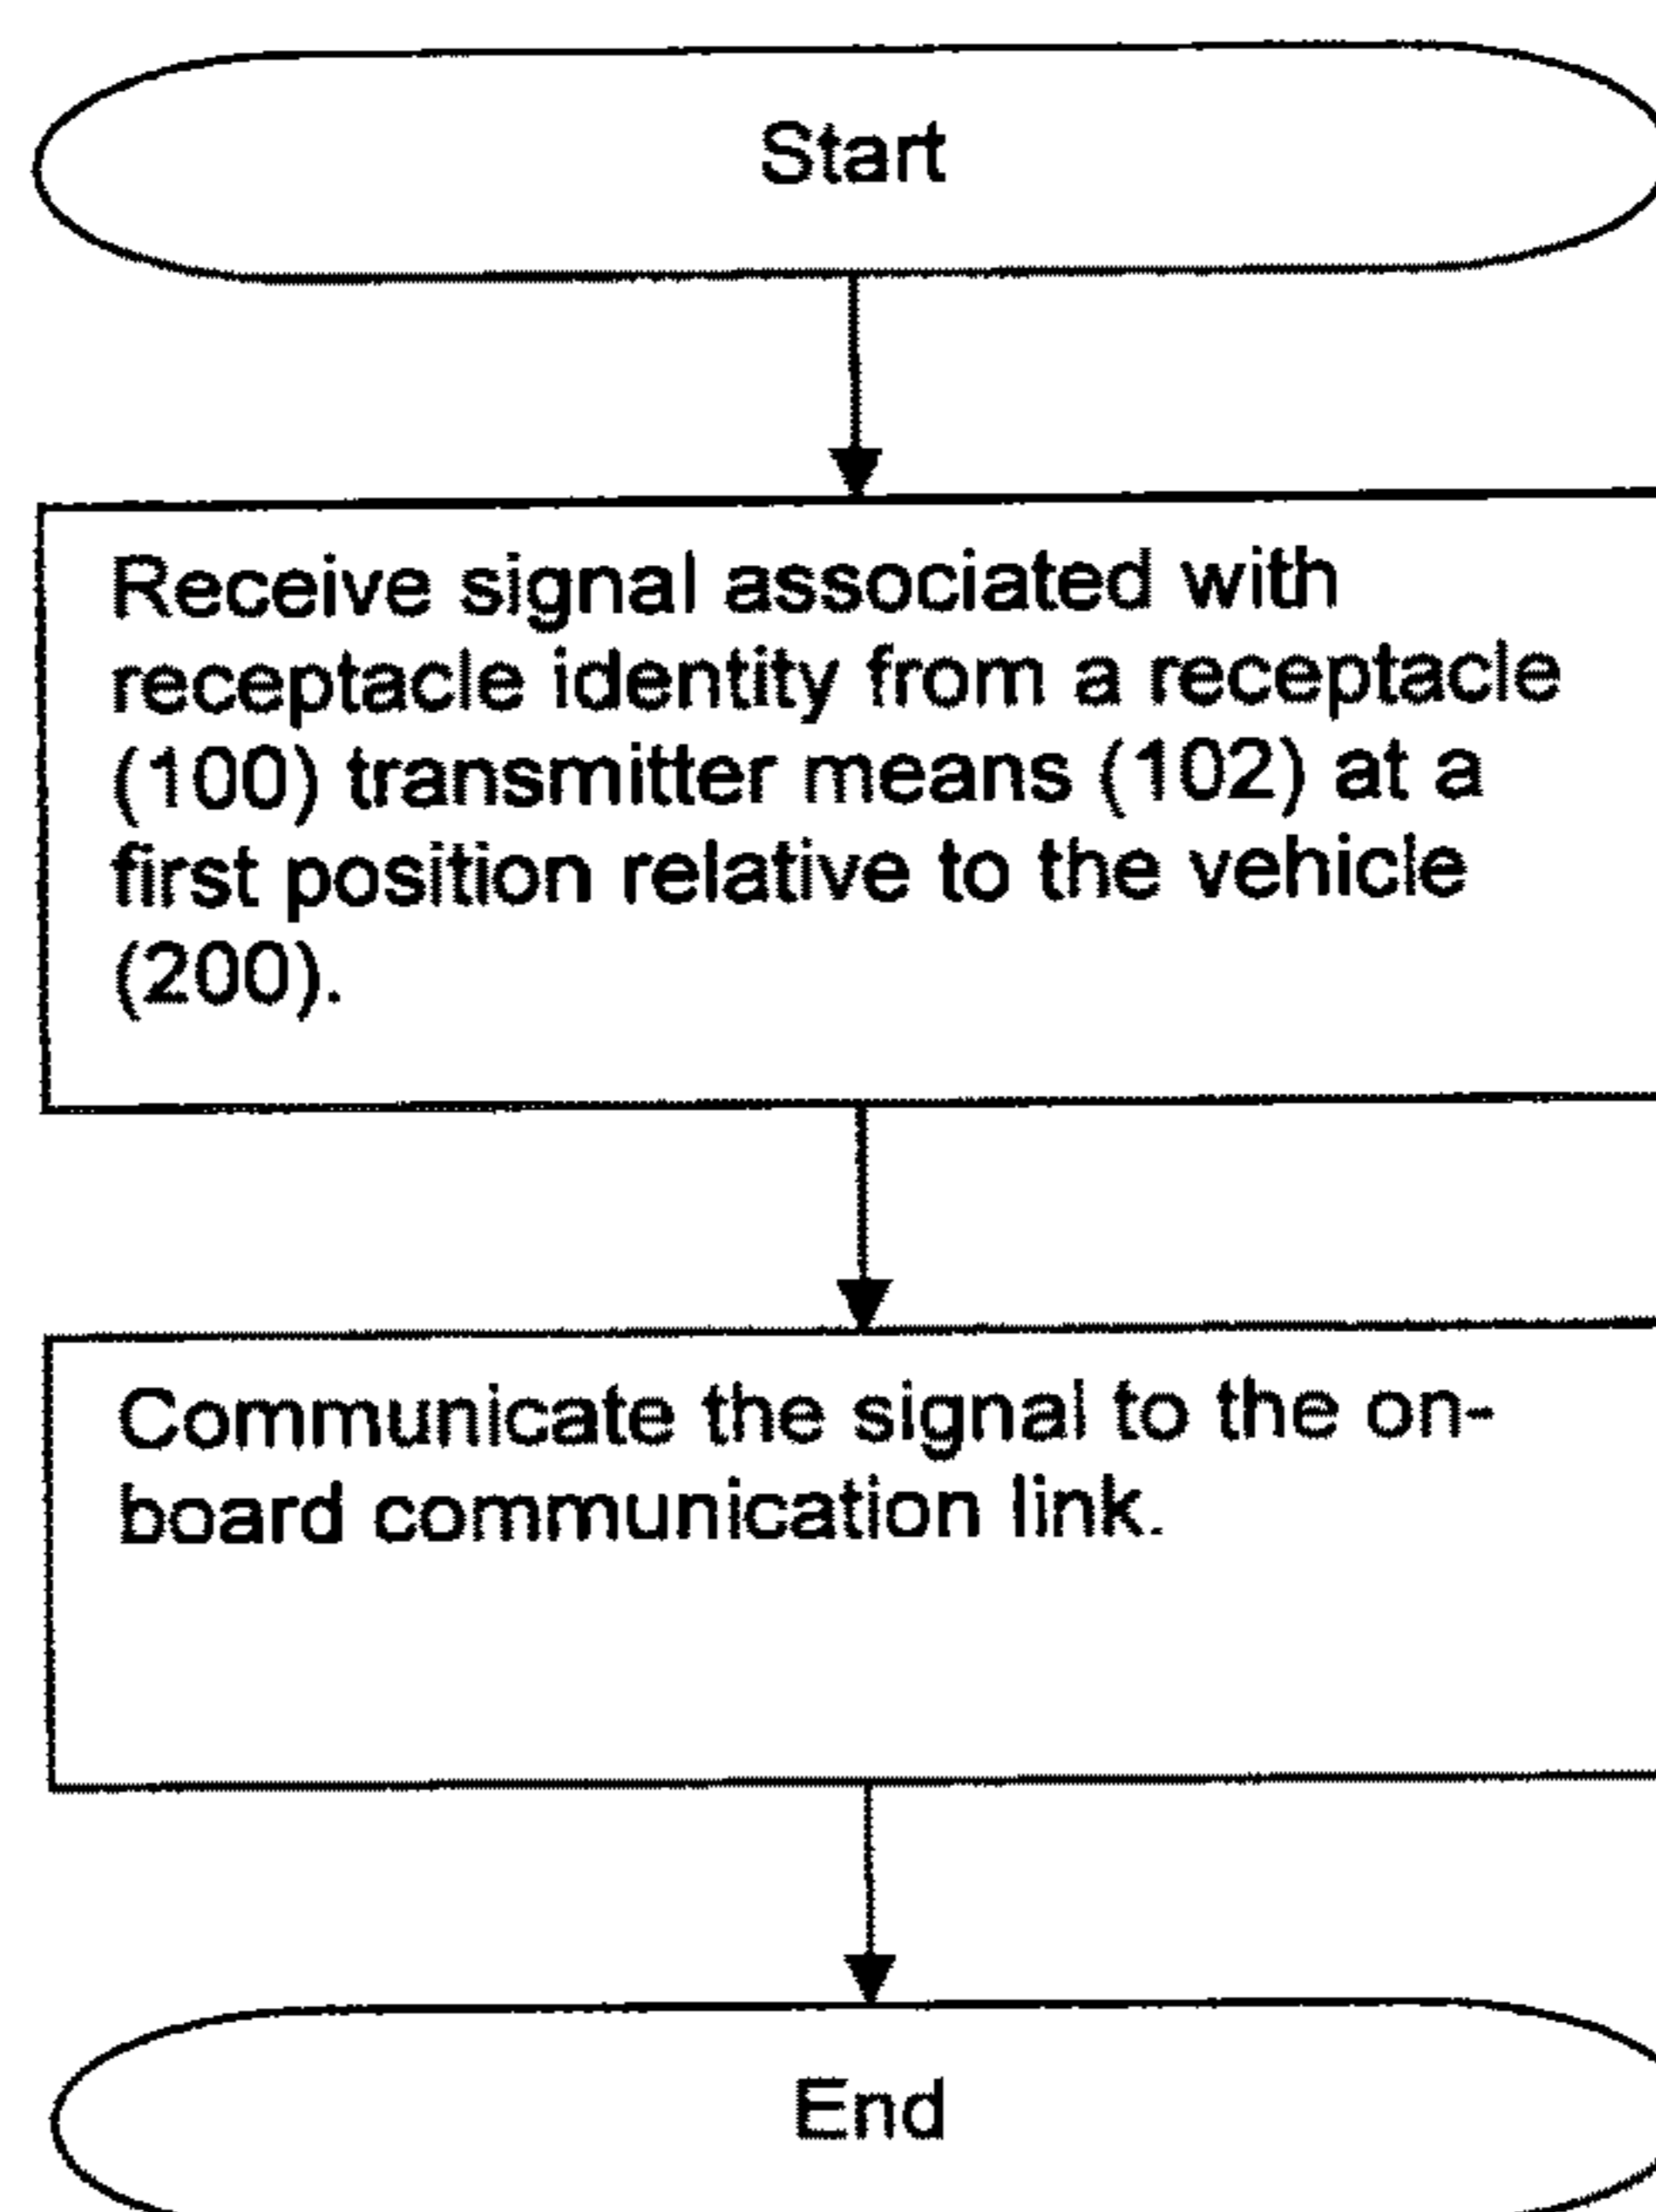 Start
Receive signal associated with
receptacle identity from a receptacle
(100) transmitter means (102) at a
first position relative to the vehicle
(200).
Communicate the signal to the on-
board communication link.
End